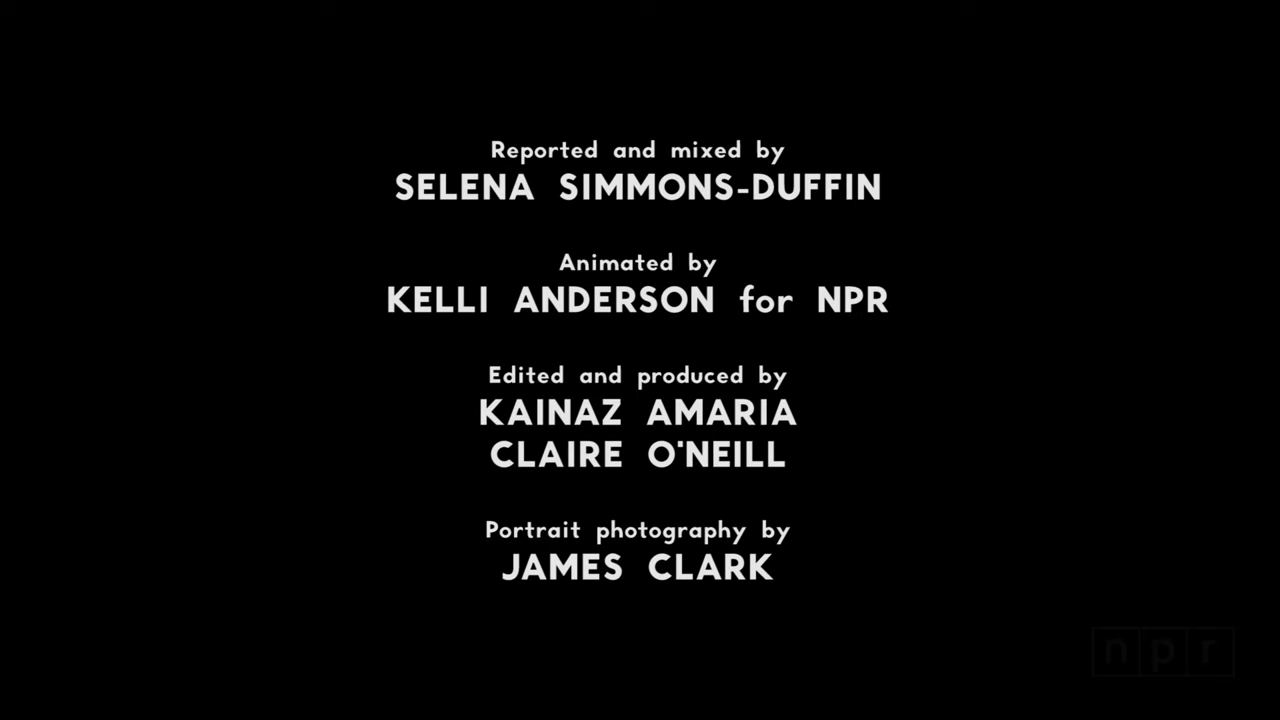 Reported and mixed by
SELENA SIMMONS-DUFFIN
Animated by
KELLI ANDERSON for NPR
Edited and produced by
KAINAZ AMARIA
CLAIRE O'NEILL
Portrait photography by
JAMES CLARK
npr